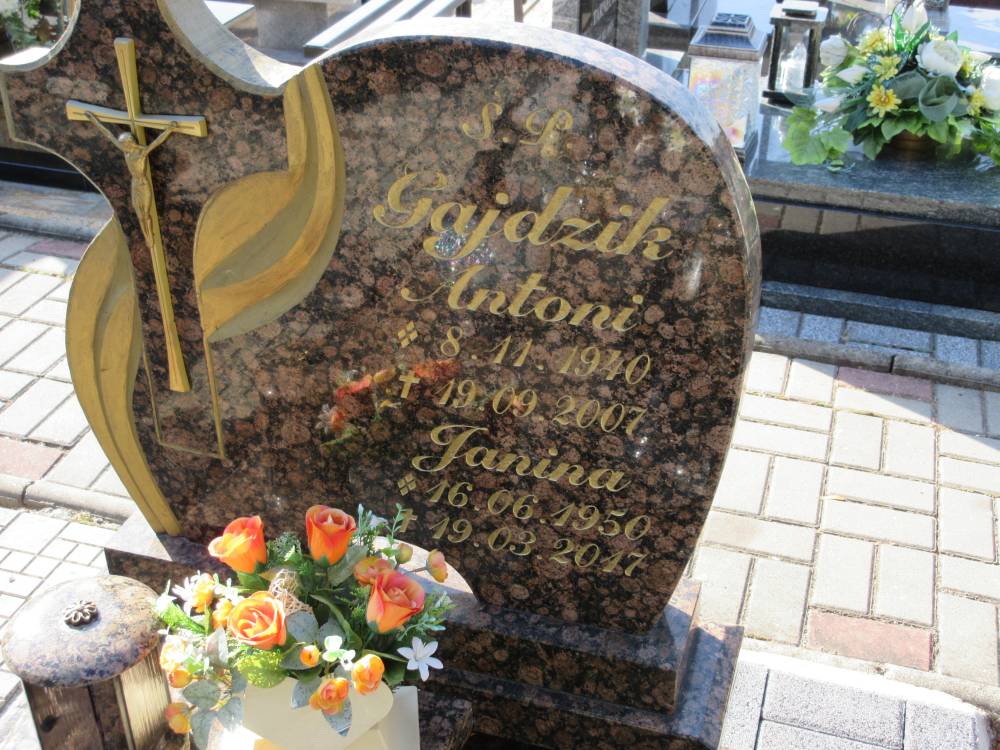 Ś. P.
Gajdzik
Antoni
8.11.1940
19.09.2007
Janina
16.06.1950
19.03.2017